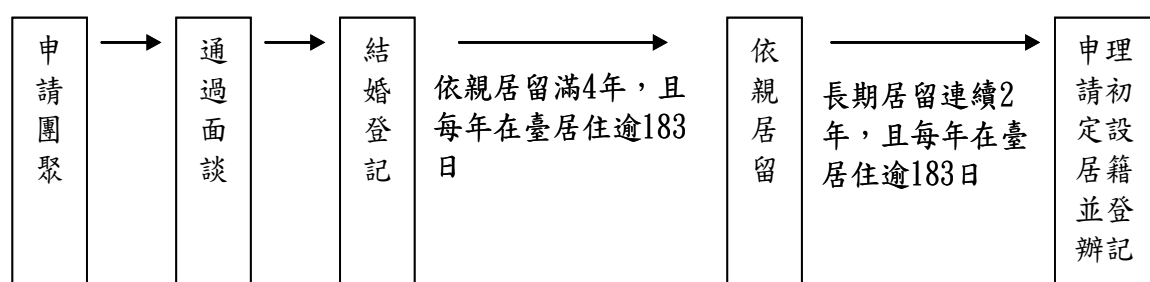 申請團聚
通過面談
結婚登記
依親居留滿4年，且
每年在臺居住逾183
日
依親居留
長期居留連續2
年，且每年在臺
居住逾183日
申請定居並辦
理初設籍登記